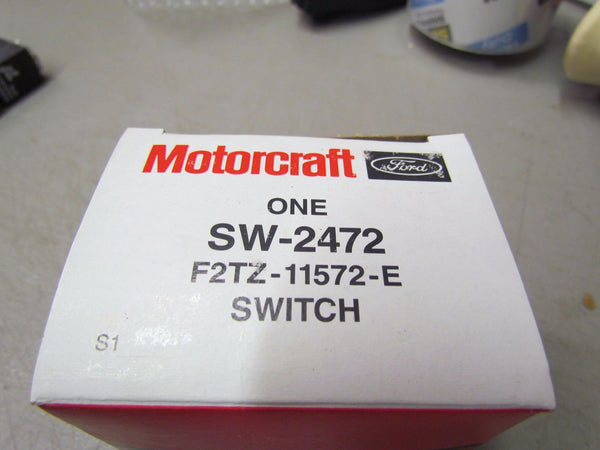 Motorcraft Ford
ONE
SW-2472
F2TZ-11572-E
SWITCH
S1